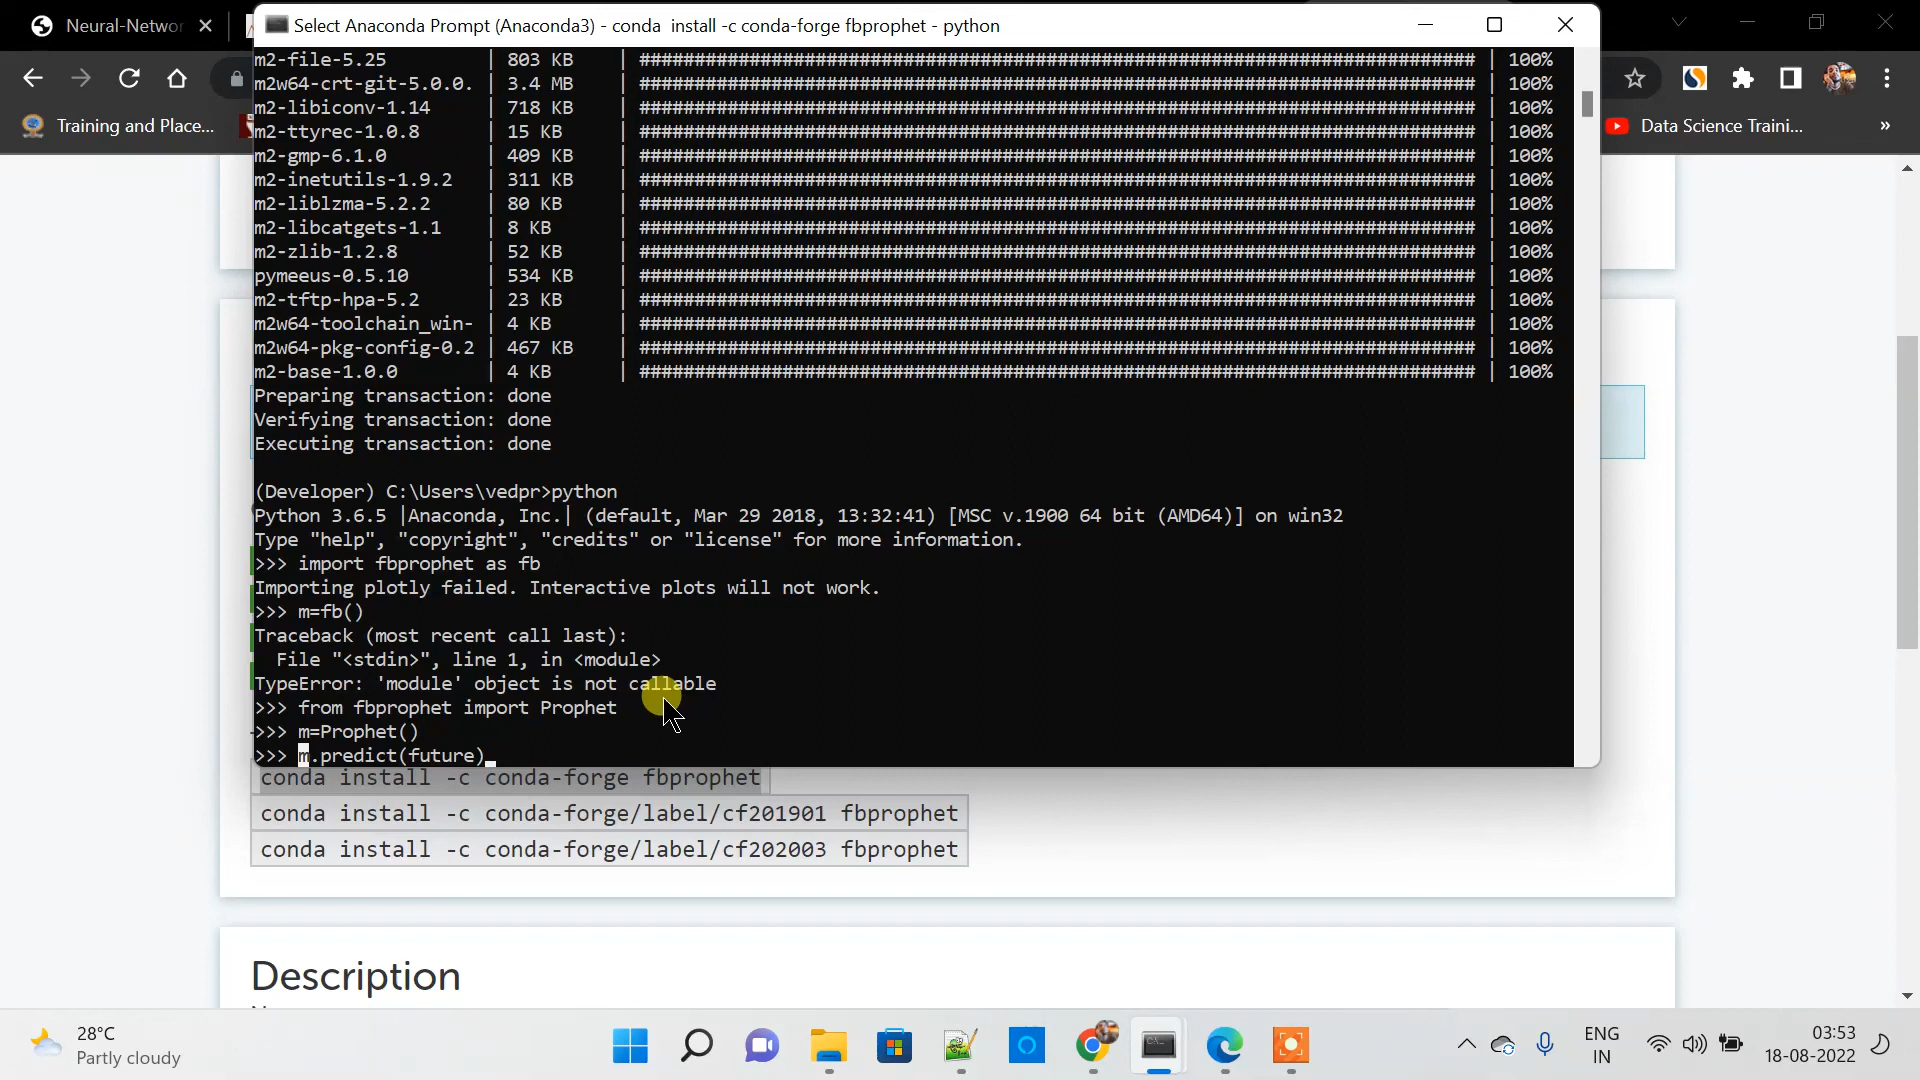 Neural-Networ
Select Anaconda Prompt (Anaconda3) - conda install -c conda-forge fbprophet - python
Training and Place...
Data Science Traini...
»
m2-file-5.25 | 803 KB | ############################################################################ | 100%
m2w64-crt-git-5.0.0. | 3.4 MB | ############################################################################ | 100%
m2-libiconv-1.14 | 718 KB | ############################################################################ | 100%
m2-ttyrec-1.0.8 | 15 KB | ############################################################################ | 100%
m2-gmp-6.1.0 | 409 KB | ############################################################################ | 100%
m2-inetutils-1.9.2 | 311 KB | ############################################################################ | 100%
m2-liblzma-5.2.2 | 80 KB | ############################################################################ | 100%
m2-libcatgets-1.1 | 8 KB | ############################################################################ | 100%
m2-zlib-1.2.8 | 52 KB | ############################################################################ | 100%
pymeeus-0.5.10 | 534 KB | ############################################################################ | 100%
m2-tftp-hpa-5.2 | 23 KB | ############################################################################ | 100%
m2w64-toolchain_win- | 4 KB | ############################################################################ | 100%
m2w64-pkg-config-0.2 | 467 KB | ############################################################################ | 100%
m2-base-1.0.0 | 4 KB | ############################################################################ | 100%
Preparing transaction: done
Verifying transaction: done
Executing transaction: done
(Developer) C:\Users\vedpr>python
Python 3.6.5 |Anaconda, Inc.| (default, Mar 29 2018, 13:32:41) [MSC v.1900 64 bit (AMD64)] on win32
Type "help", "copyright", "credits" or "license" for more information.
>>> import fbprophet as fb
Importing plotly failed. Interactive plots will not work.
>>> m=fb()
Traceback (most recent call last):
  File "<stdin>", line 1, in <module>
TypeError: 'module' object is not callable
>>> from fbprophet import Prophet
>>> m=Prophet()
>>> m.predict(future)
conda install -c conda-forge fbprophet
conda install -c conda-forge/label/cf201901 fbprophet
conda install -c conda-forge/label/cf202003 fbprophet
Description
28°C
Partly cloudy
ENG
IN
03:53
18-08-2022